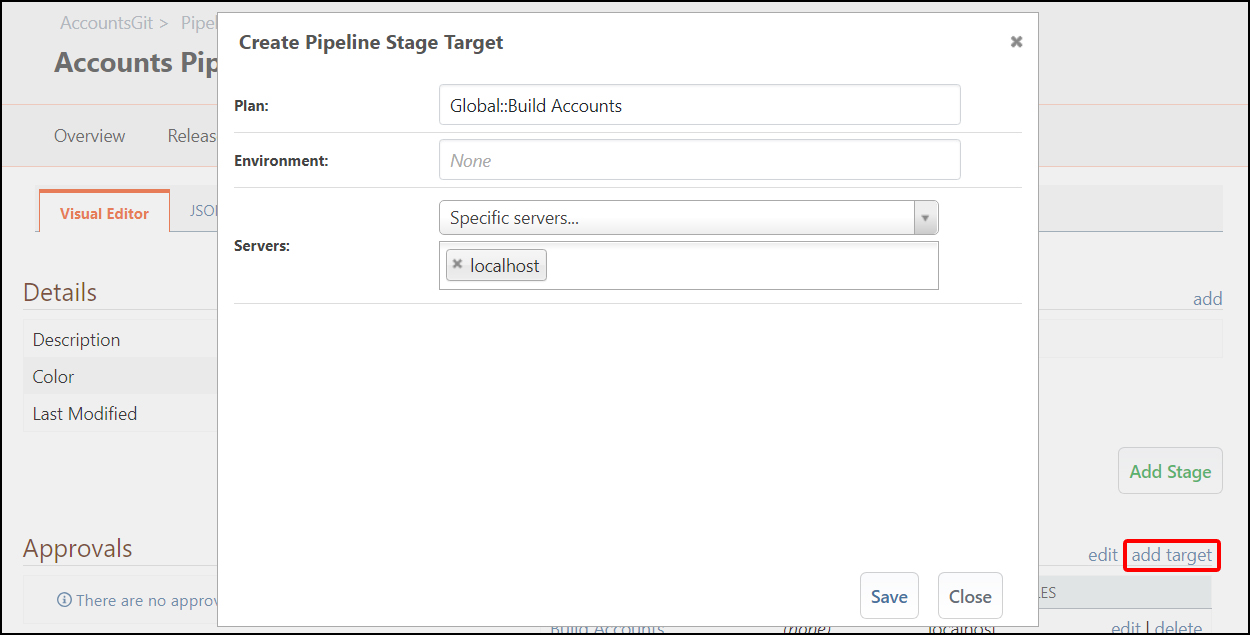 AccountsGit > Pipel
Accounts Pip
Overview Releas
Visual Editor JSO
Details
add
Description
Color
Last Modified
Add Stage
Approvals
edit add target
There are no approv
LES
Build Accounts (none) localhost edit | delete
Create Pipeline Stage Target
Plan: Global::Build Accounts
Environment: None
Servers: Specific servers...
localhost
Save Close